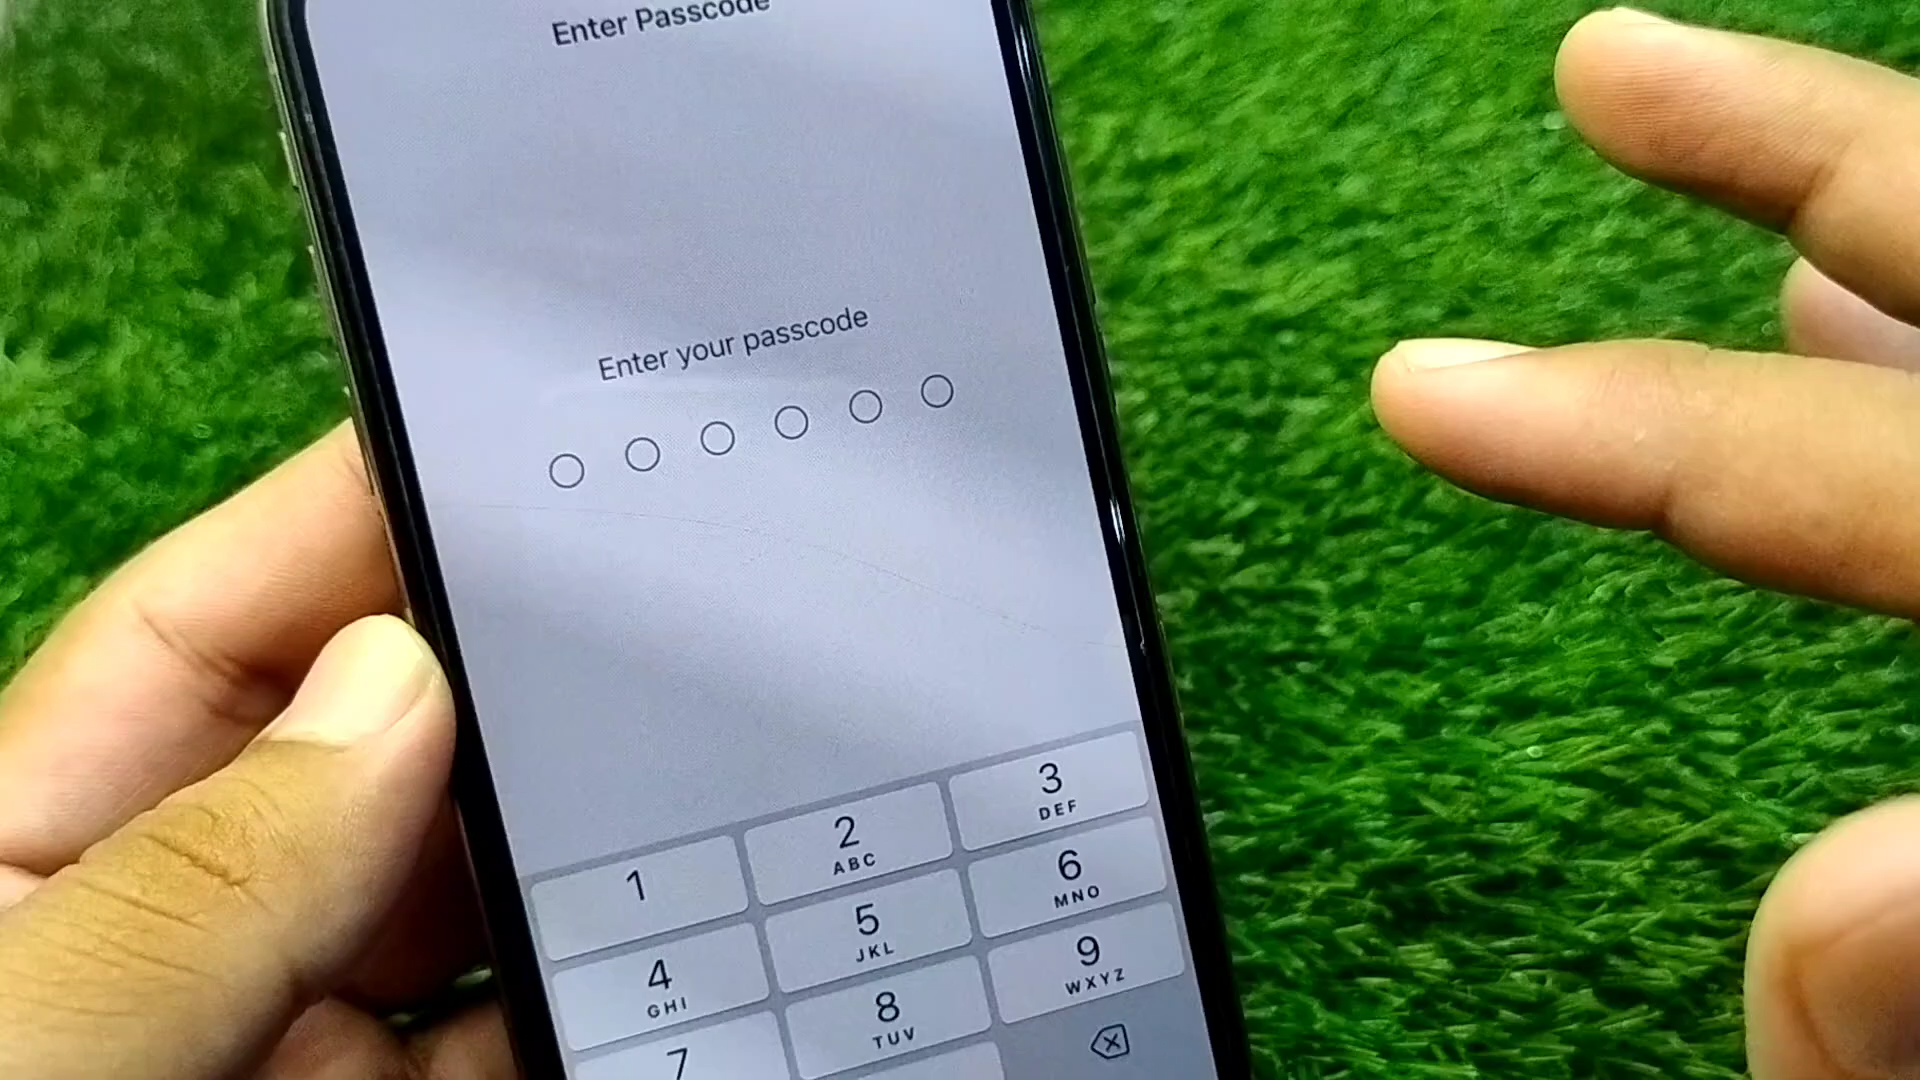 Enter Passcode
Enter your passcode
1
2
ABC
3
DEF
4
GHI
5
JKL
6
MNO
7
8
TUV
9
WXYZ